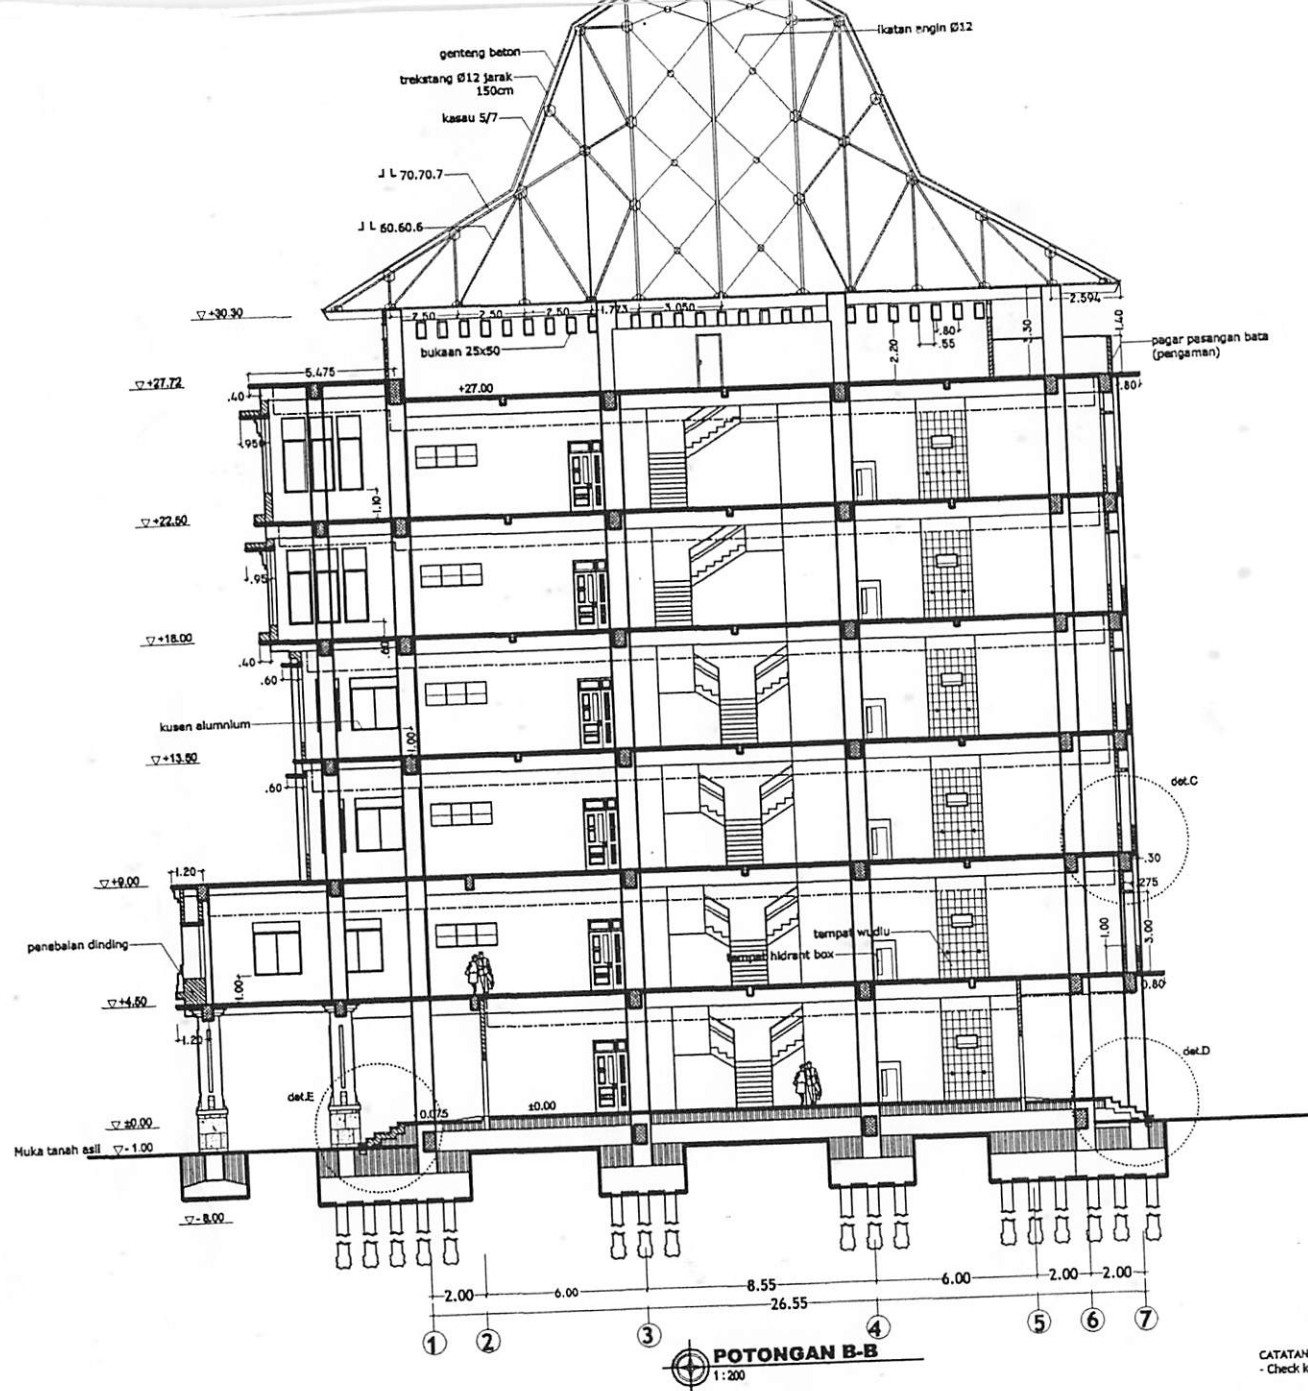 ikatan angin Ø12
genteng beton
trekstang Ø12 jarak
150cm
kasau 5/7
⅃ L 70.70.7
⅃ L 60.60.6
▽ +30.30
2.50
2.50
2.50
1.773
3.050
2.594
bukaan 25x50
.80
.55
2.20
3.30
1.40
pagar pasangan bata
(pengaman)
5.475
▽ +27.72
.40
+27.00
.80
.95
1.10
▽ +22.50
.95
▽ +18.00
.40
.60
.60
kusen alumnium
1.00
▽ +13.50
.60
det.C
▽ +9.00
1.20
.30
.275
penebalan dinding
tempat wudlu
tempat hidrant box
1.00
3.00
1.00
▽ +4.50
0.80
1.20
det.E
det.D
0.075
±0.00
▽ ±0.00
Muka tanah asli ▽ - 1.00
▽ - 8.00
2.00
6.00
8.55
6.00
2.00
2.00
26.55
1
2
3
4
5
6
7
POTONGAN B-B
1 : 200
CATATAN
- Check k